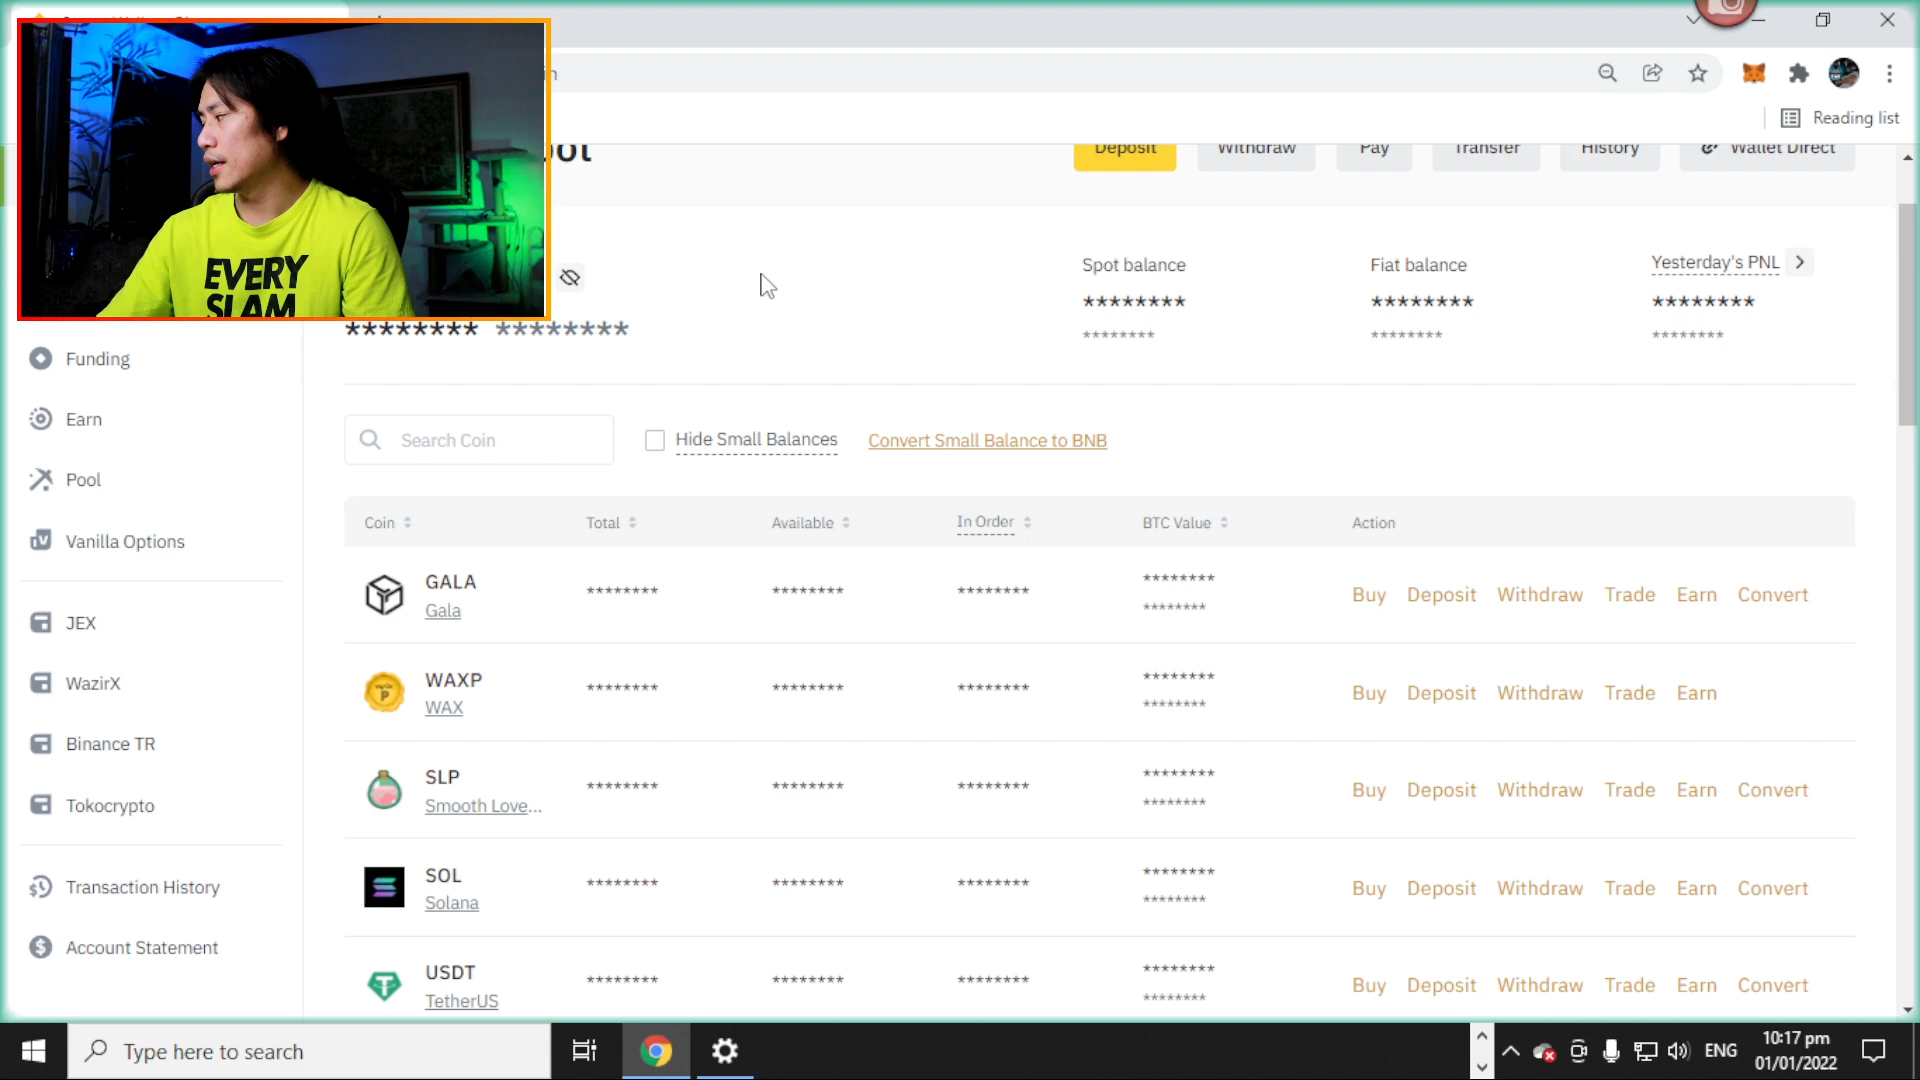 EVERY
SLAM
Reading list
Deposit
Withdraw
Pay
Transfer
History
Wallet Direct
Spot balance
Fiat balance
Yesterday's PNL
********
********
********
******** ********
********
********
********
Funding
Earn
Pool
Vanilla Options
JEX
WazirX
Binance TR
Tokocrypto
Transaction History
Account Statement
Search Coin
Hide Small Balances
Convert Small Balance to BNB
Coin
Total
Available
In Order
BTC Value
Action
GALA
Gala
********
********
********
********
********
Buy Deposit Withdraw Trade Earn Convert
WAXP
WAX
********
********
********
********
********
Buy Deposit Withdraw Trade Earn
SLP
Smooth Love...
********
********
********
********
********
Buy Deposit Withdraw Trade Earn Convert
SOL
Solana
********
********
********
********
********
Buy Deposit Withdraw Trade Earn Convert
USDT
TetherUS
********
********
********
********
********
Buy Deposit Withdraw Trade Earn Convert
Type here to search
ENG
10:17 pm
01/01/2022